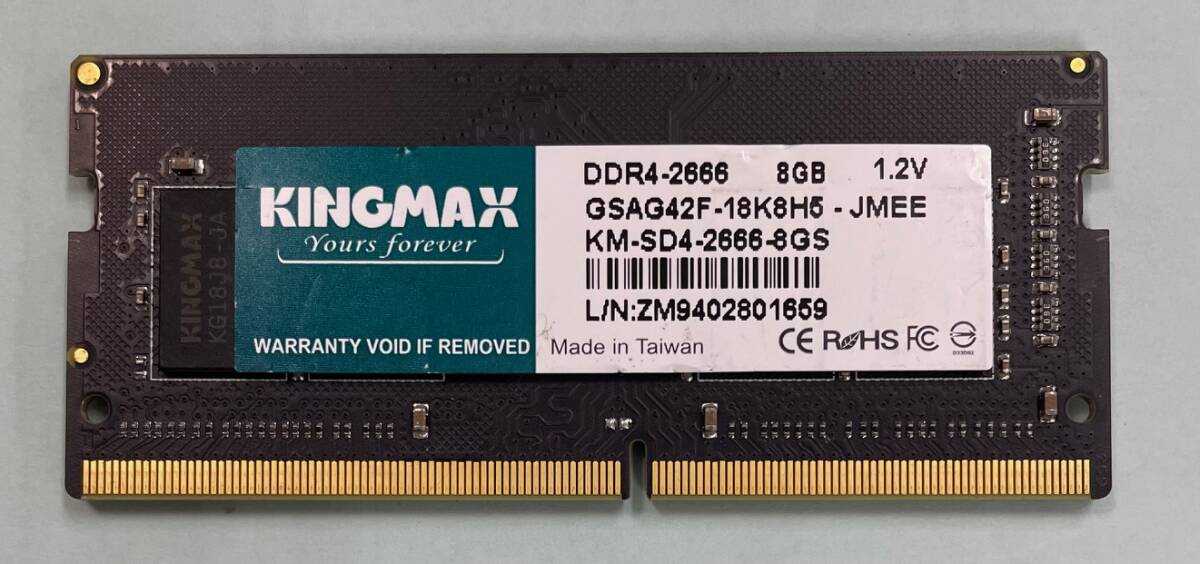 KINGMAX
KG18J8-JA
KINGMAX
Yours forever
WARRANTY VOID IF REMOVED
DDR4-2666 8GB 1.2V
GSAG42F-18K8H5 - JMEE
KM-SD4-2666-8GS
L/N:ZM9402801659
Made in Taiwan
CE RoHS FC